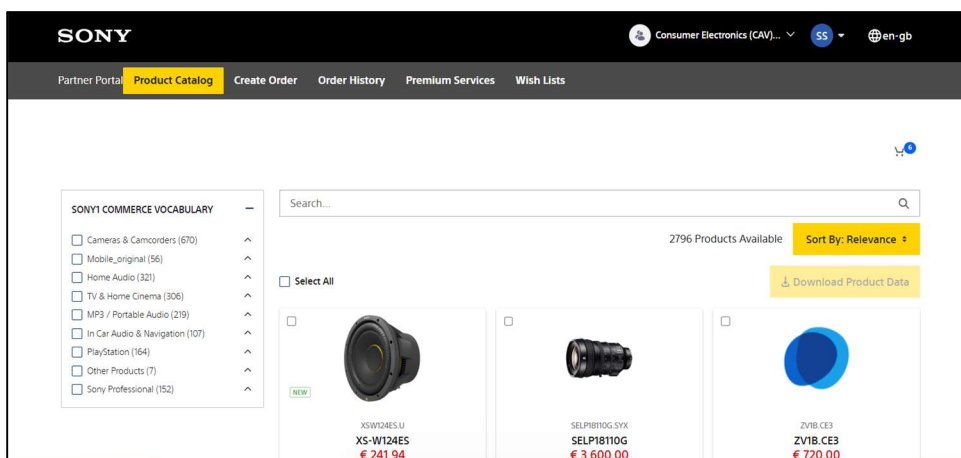 SONY
Consumer Electronics (CAV)...
SS
en-gb
Partner Portal Product Catalog Create Order Order History Premium Services Wish Lists
6
SONY1 COMMERCE VOCABULARY
Cameras & Camcorders (670)
Mobile_original (56)
Home Audio (321)
TV & Home Cinema (306)
MP3 / Portable Audio (219)
In Car Audio & Navigation (107)
PlayStation (164)
Other Products (7)
Sony Professional (152)
Search...
2796 Products Available
Sort By: Relevance
Select All
Download Product Data
NEW
XSW124ES.U
XS-W124ES
€ 241.94
SELP18110G.SYX
SELP18110G
€ 3,600.00
ZV1B.CE3
ZV1B.CE3
€ 720.00